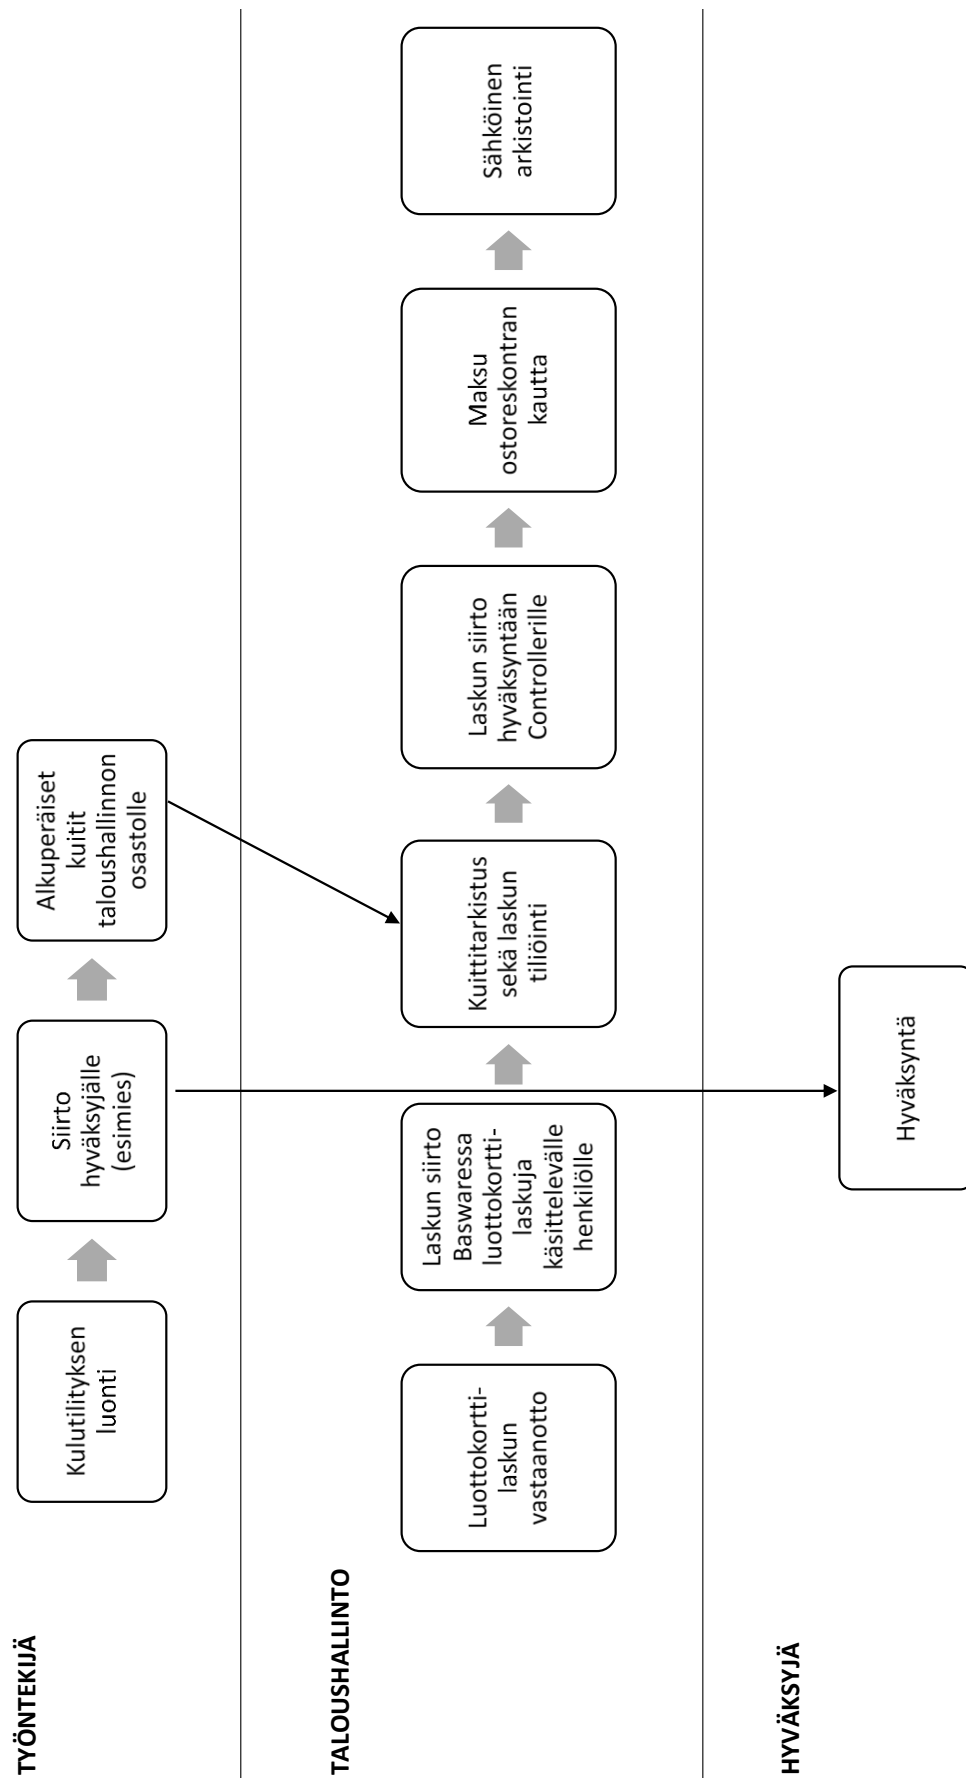 TYÖNTEKIJÄ
Kulutilityksen
luonti
Siirto
hyväksyjälle
(esimies)
Alkuperäiset
kuitit
taloushallinnon
osastolle
TALOUSHALLINTO
Luottokortti-
laskun
vastaanotto
Laskun siirto
Baswaressa
luottokortti-
laskuja
käsittelevälle
henkilölle
Kuittitarkistus
sekä laskun
tiliöinti
Laskun siirto
hyväksyntään
Controllerille
Maksu
ostoreskontran
kautta
Sähköinen
arkistointi
HYVÄKSYJÄ
Hyväksyntä